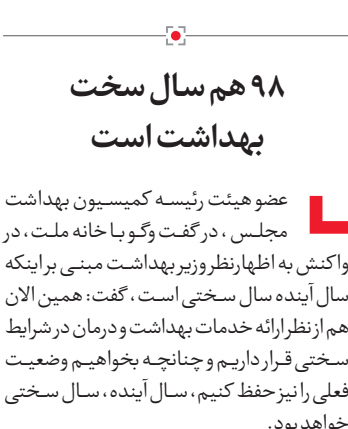 ۹۸ هم سال سخت
بهداشت است
عضو هیئت رئیسه کمیسیون بهداشت
مجلس ، در گفت وگو با خانه ملت ، در
واکنش به اظهارنظر وزیر بهداشت مبنی بر اینکه
سال آینده سال سختی است ، گفت: همین الان
هم از نظر ارائه خدمات بهداشت و درمان در شرایط
سختی قرار داریم و چنانچه بخواهیم وضعیت
فعلی را نیز حفظ کنیم ، سال آینده ، سال سختی
خواهد بود.